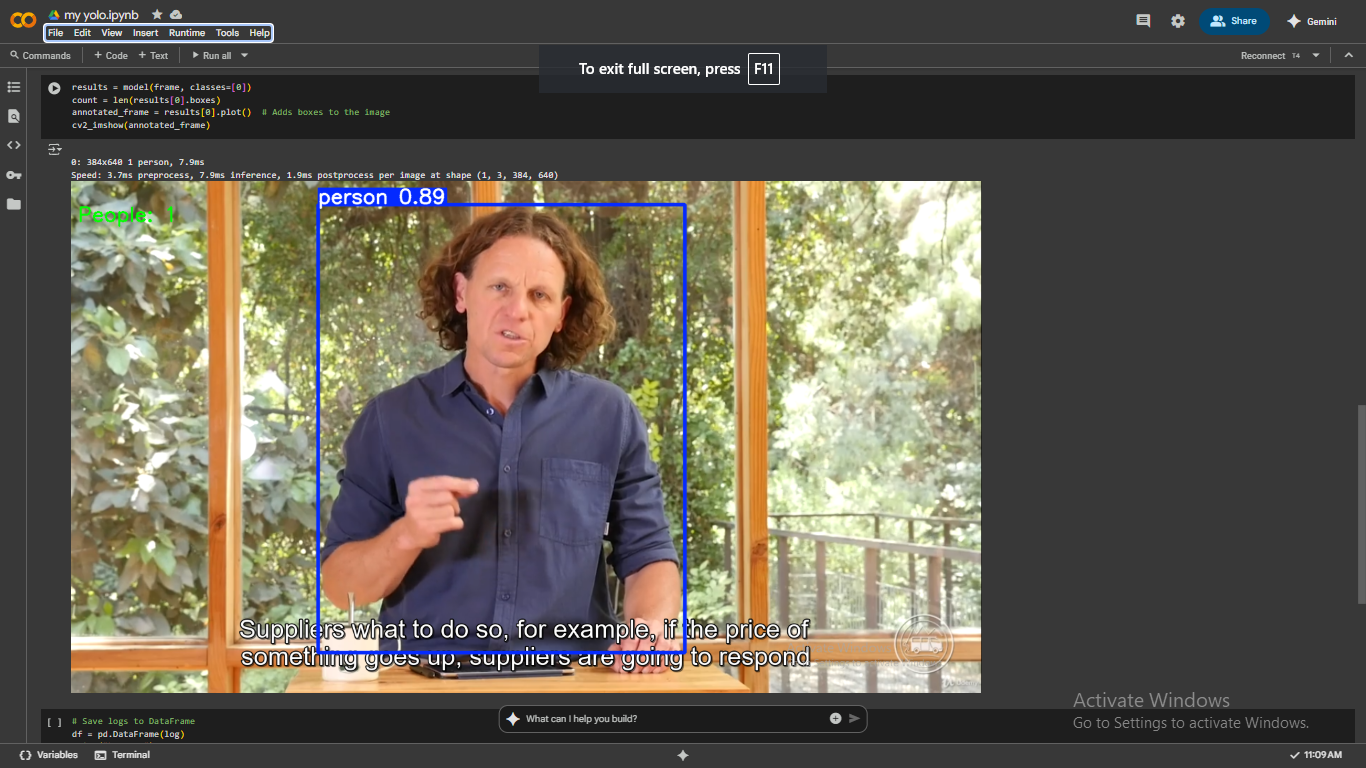 my yolo.ipynb
File Edit View Insert Runtime Tools Help
Share
Gemini
Commands + Code + Text Run all
Reconnect T4
To exit full screen, press F11
results = model(frame, classes=[0])
count = len(results[0].boxes)
annotated_frame = results[0].plot() # Adds boxes to the image
cv2_imshow(annotated_frame)
0: 384x640 1 person, 7.9ms
Speed: 3.7ms preprocess, 7.9ms inference, 1.9ms postprocess per image at shape (1, 3, 384, 640)
person 0.89
People: 1
Suppliers what to do so, for example, if the price of
something goes up, suppliers are going to respond
Activate Windows
Go to Settings to activate Windows.
[ ] # Save logs to DataFrame
df = pd.DataFrame(log)
What can I help you build?
{} Variables Terminal
11:09 AM